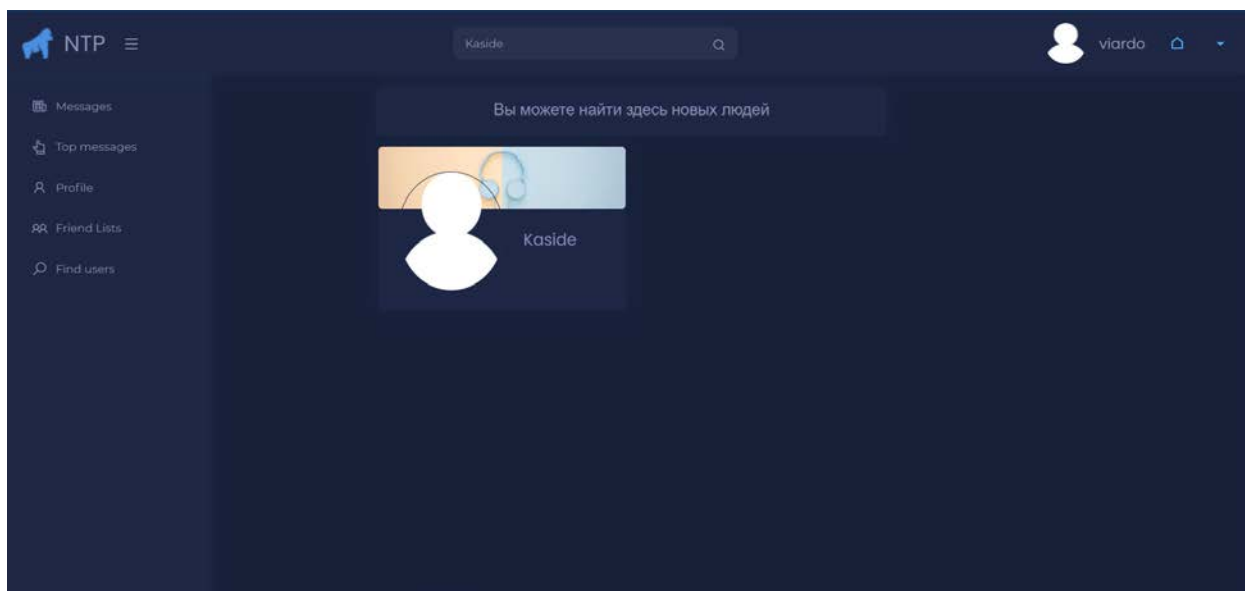 NTP
Kaside
viardo
Messages
Top messages
Profile
Friend Lists
Find users
Вы можете найти здесь новых людей
Kaside